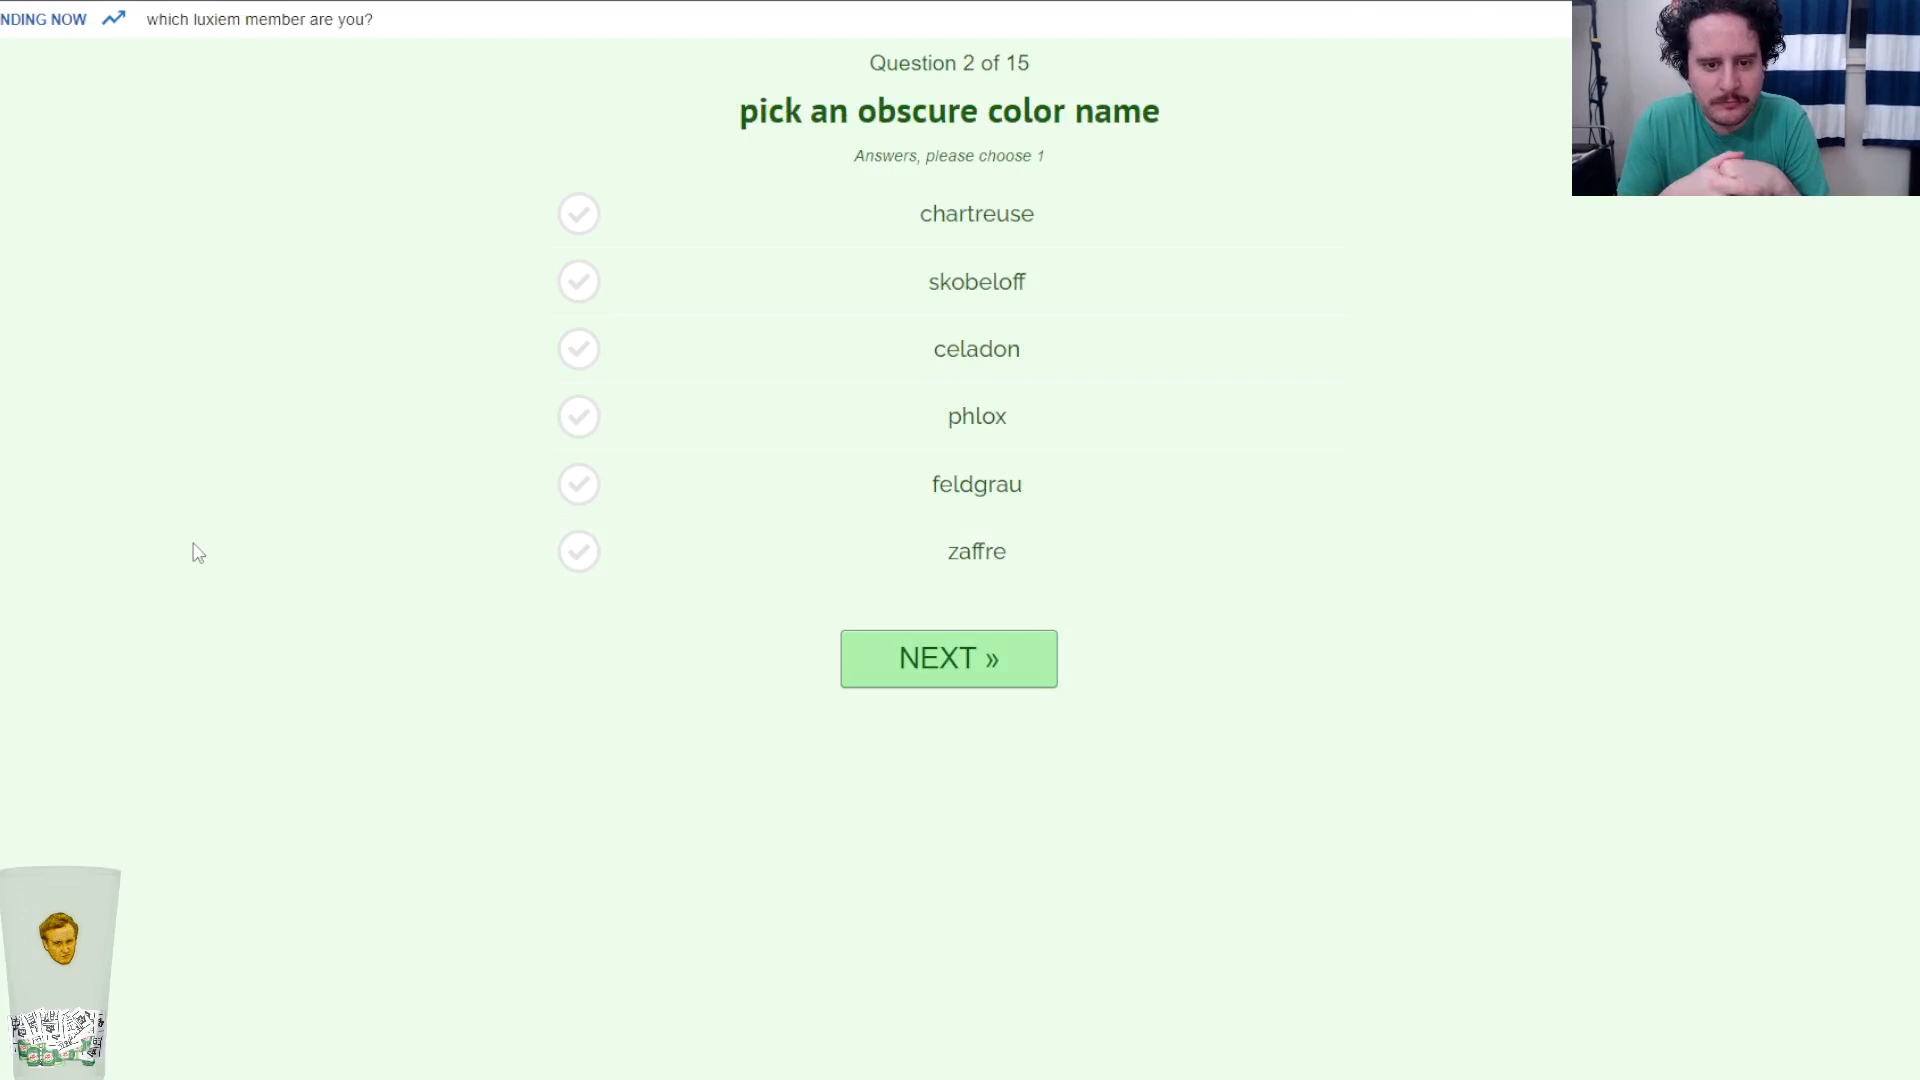 NDING NOW which luxiem member are you?
Question 2 of 15
pick an obscure color name
Answers, please choose 1
chartreuse
skobeloff
celadon
phlox
feldgrau
zaffre
NEXT »